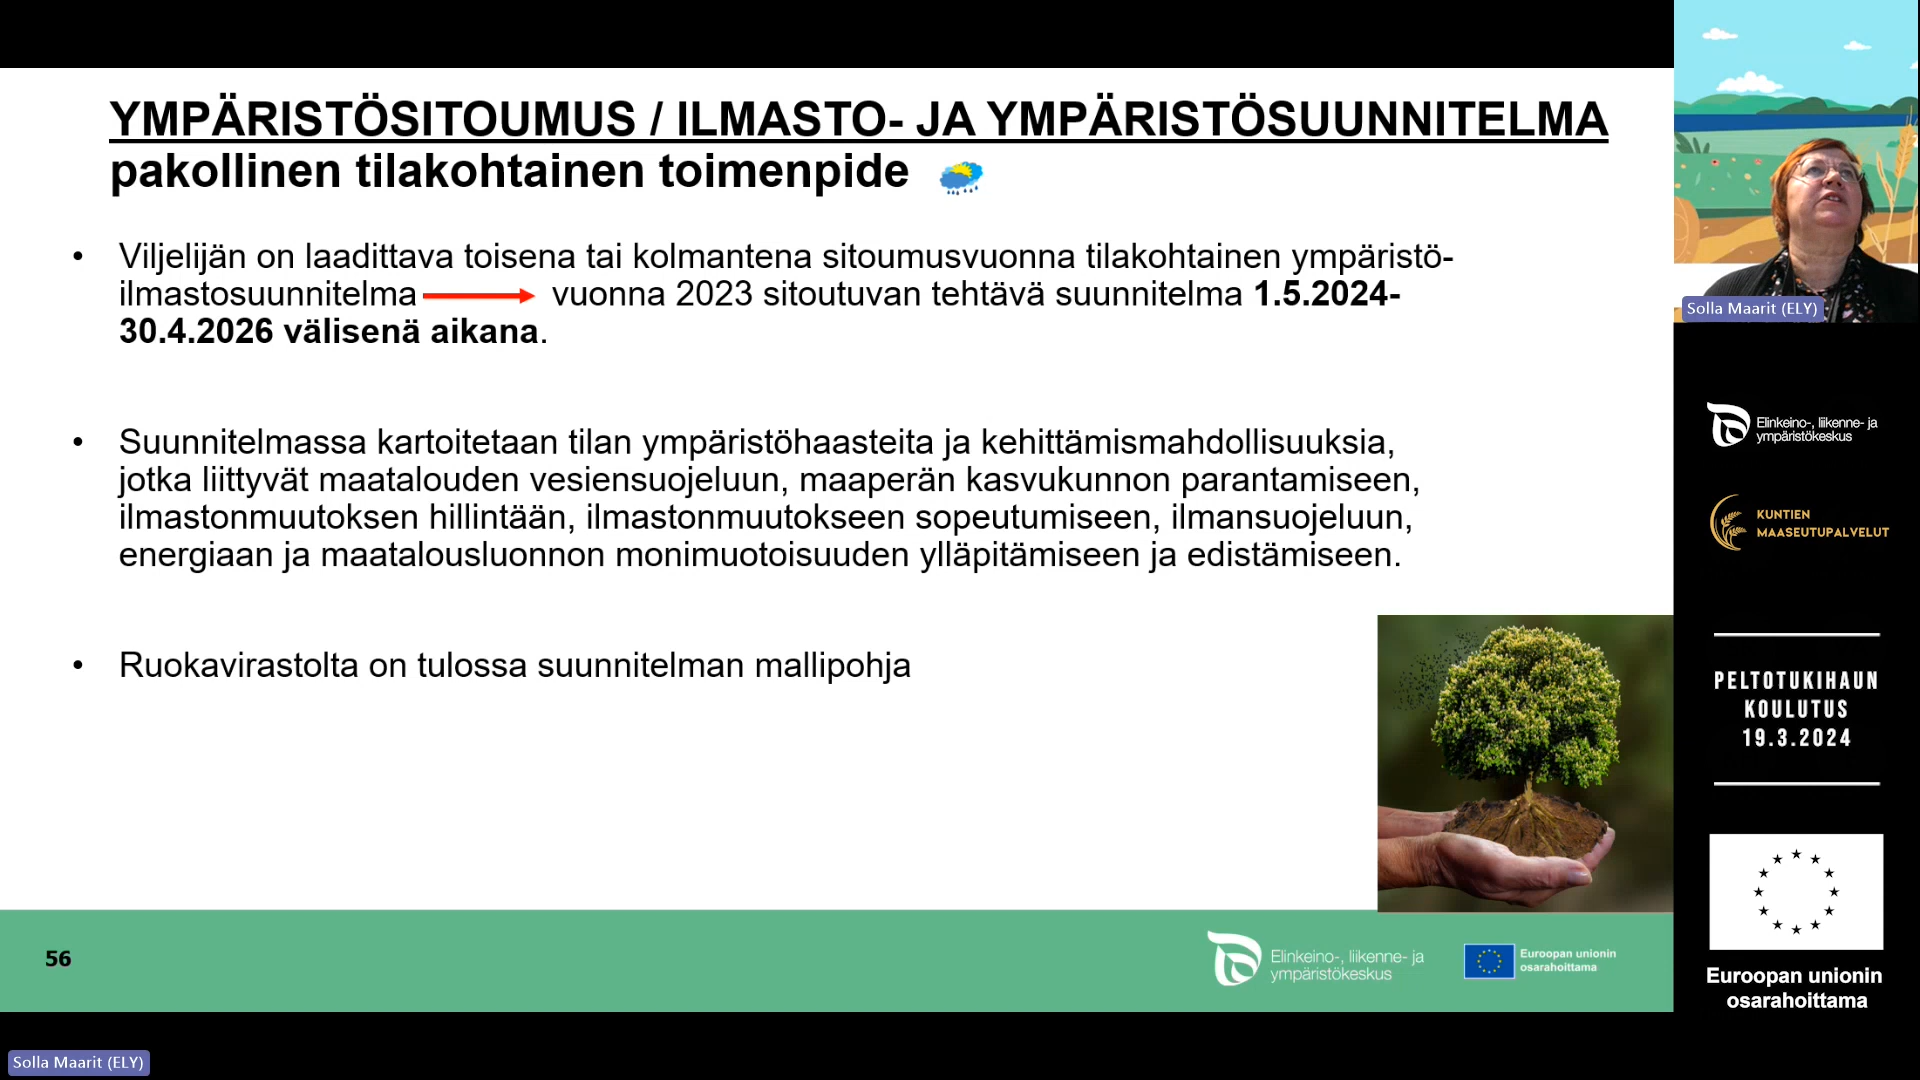 YMPÄRISTÖSITOUMUS / ILMASTO- JA YMPÄRISTÖSUUNNITELMA
pakollinen tilakohtainen toimenpide
• Viljelijän on laadittava toisena tai kolmantena sitoumusvuonna tilakohtainen ympäristö-
ilmastosuunnitelma vuonna 2023 sitoutuvan tehtävä suunnitelma 1.5.2024-
30.4.2026 välisenä aikana.
• Suunnitelmassa kartoitetaan tilan ympäristöhaasteita ja kehittämismahdollisuuksia,
jotka liittyvät maatalouden vesiensuojeluun, maaperän kasvukunnon parantamiseen,
ilmastonmuutoksen hillintään, ilmastonmuutokseen sopeutumiseen, ilmansuojeluun,
energiaan ja maatalousluonnon monimuotoisuuden ylläpitämiseen ja edistämiseen.
• Ruokavirastolta on tulossa suunnitelman mallipohja
56
Elinkeino-, liikenne- ja
ympäristökeskus
Euroopan unionin
osarahoittama
Solla Maarit (ELY)
Elinkeino-, liikenne- ja
ympäristökeskus
KUNTIEN
MAASEUTUPALVELUT
PELTOTUKIHAUN
KOULUTUS
19.3.2024
Euroopan unionin
osarahoittama
Solla Maarit (ELY)